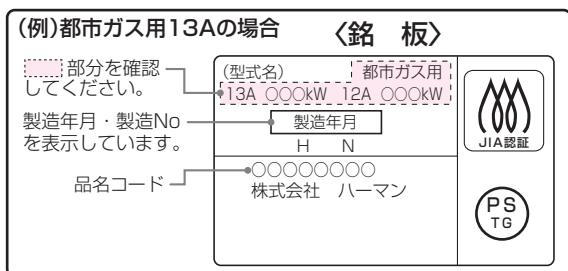 (例)都市ガス用13Aの場合
〈銘 板〉
部分を確認
してください。
製造年月・製造No
を表示しています。
品名コード
(型式名)
都市ガス用
13A ○○○kW 12A ○○○kW
製造年月
H N
○○○○○○○○
株式会社 ハーマン
JIA認証
PS
TG